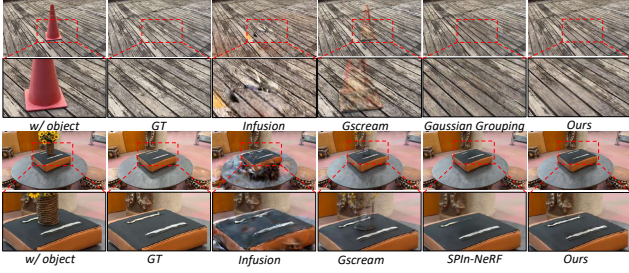 w/ object GT Infusion Gscream Gaussian Grouping Ours
w/ object GT Infusion Gscream SPIn-NeRF Ours